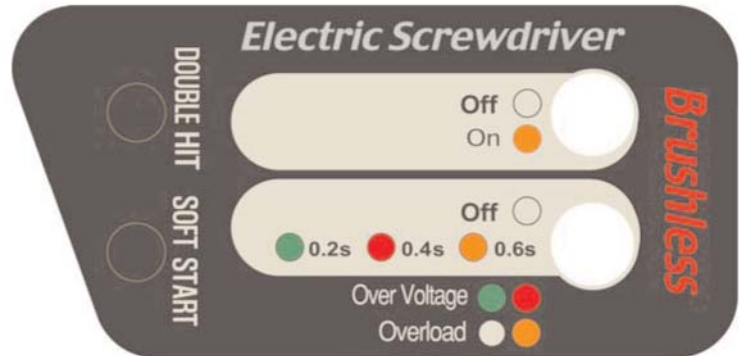 Electric Screwdriver
DOUBLE HIT
Off
On
Brushless
SOFT START
Off
0.2s 0.4s 0.6s
Over Voltage
Overload